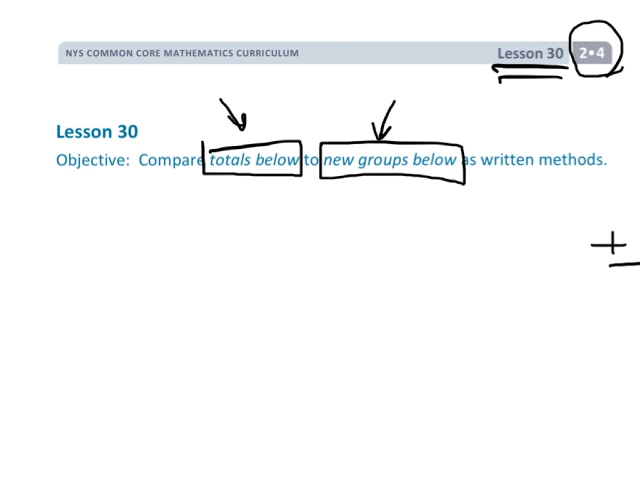 NYS COMMON CORE MATHEMATICS CURRICULUM Lesson 30 2•4
Lesson 30
Objective: Compare totals below to new groups below as written methods.
+